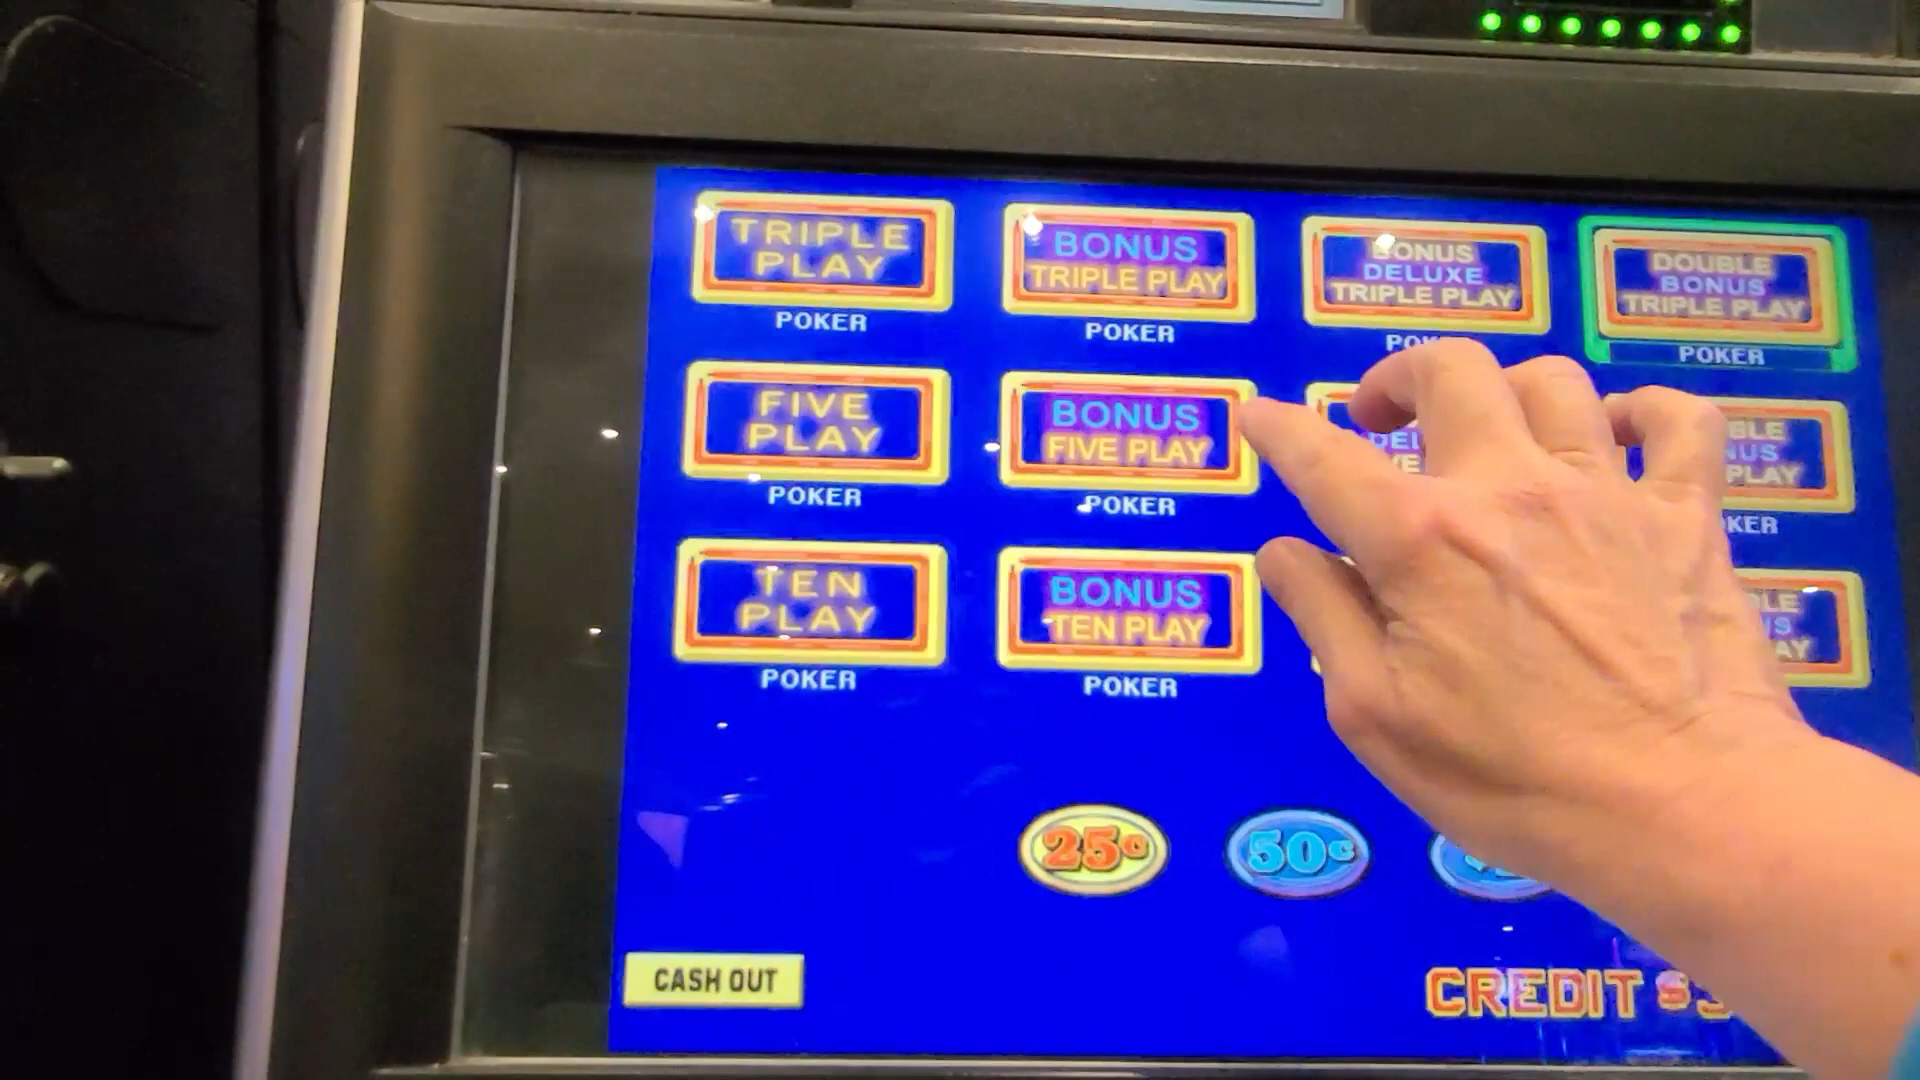 TRIPLE
PLAY
POKER
BONUS
TRIPLE PLAY
POKER
BONUS
DELUXE
TRIPLE PLAY
DOUBLE
BONUS
TRIPLE PLAY
POKER
FIVE
PLAY
POKER
BONUS
FIVE PLAY
POKER
PLAY
TEN
PLAY
POKER
BONUS
TEN PLAY
POKER
25¢
50¢
CASH OUT
CREDIT $